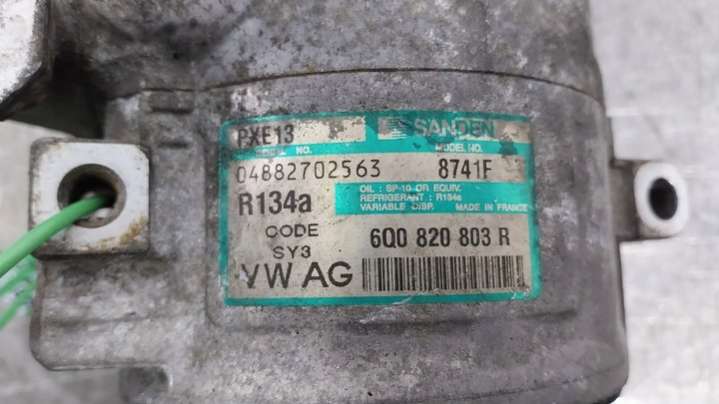 PXE13 SANDEN
SERIAL NO. MODEL NO.
04882702563 8741F
R134a
OIL : SP-10 OR EQUIV.
REFRIGERANT : R134a
VARIABLE DISP. MADE IN FRANCE
CODE
SY3
6Q0 820 803 R
VW AG